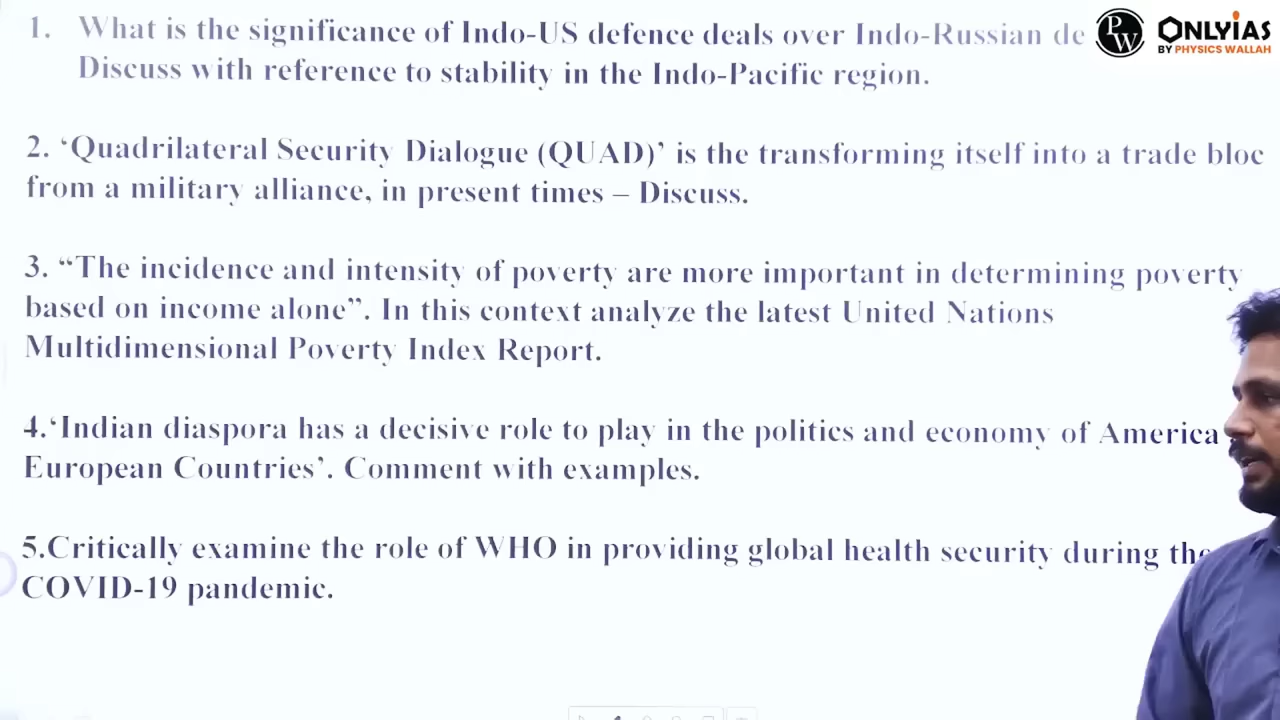 1. What is the significance of Indo-US defence deals over Indo-Russian de
Discuss with reference to stability in the Indo-Pacific region.
PW
ONLYIAS
BY PHYSICS WALLAH
2. ‘Quadrilateral Security Dialogue (QUAD)’ is the transforming itself into a trade bloc
from a military alliance, in present times – Discuss.
3. “The incidence and intensity of poverty are more important in determining poverty
based on income alone”. In this context analyze the latest United Nations
Multidimensional Poverty Index Report.
4.‘Indian diaspora has a decisive role to play in the politics and economy of America
European Countries’. Comment with examples.
5.Critically examine the role of WHO in providing global health security during the
COVID-19 pandemic.